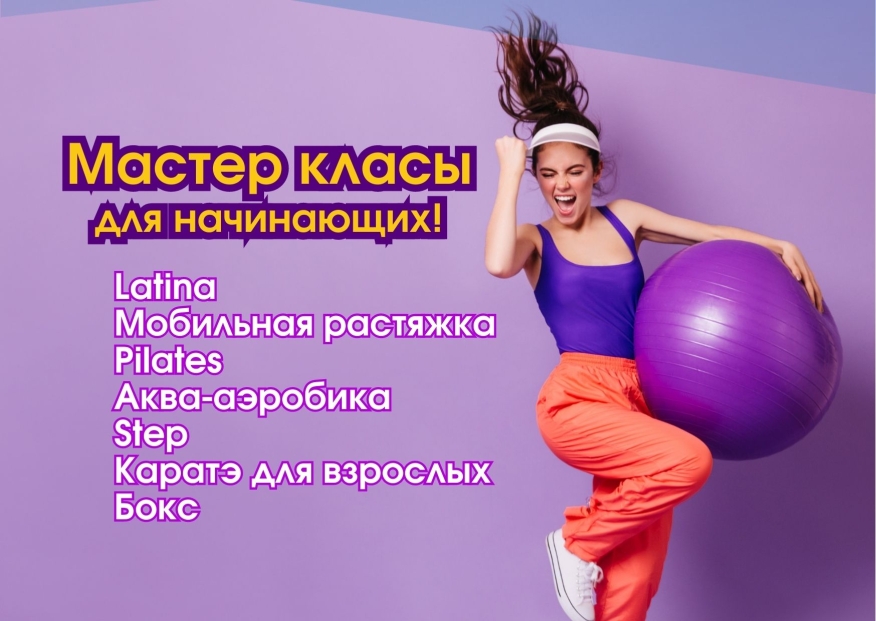 Мастер класы
для начинающих!
Latina
Мобильная растяжка
Pilates
Аква-аэробика
Step
Каратэ для взрослых
Бокс